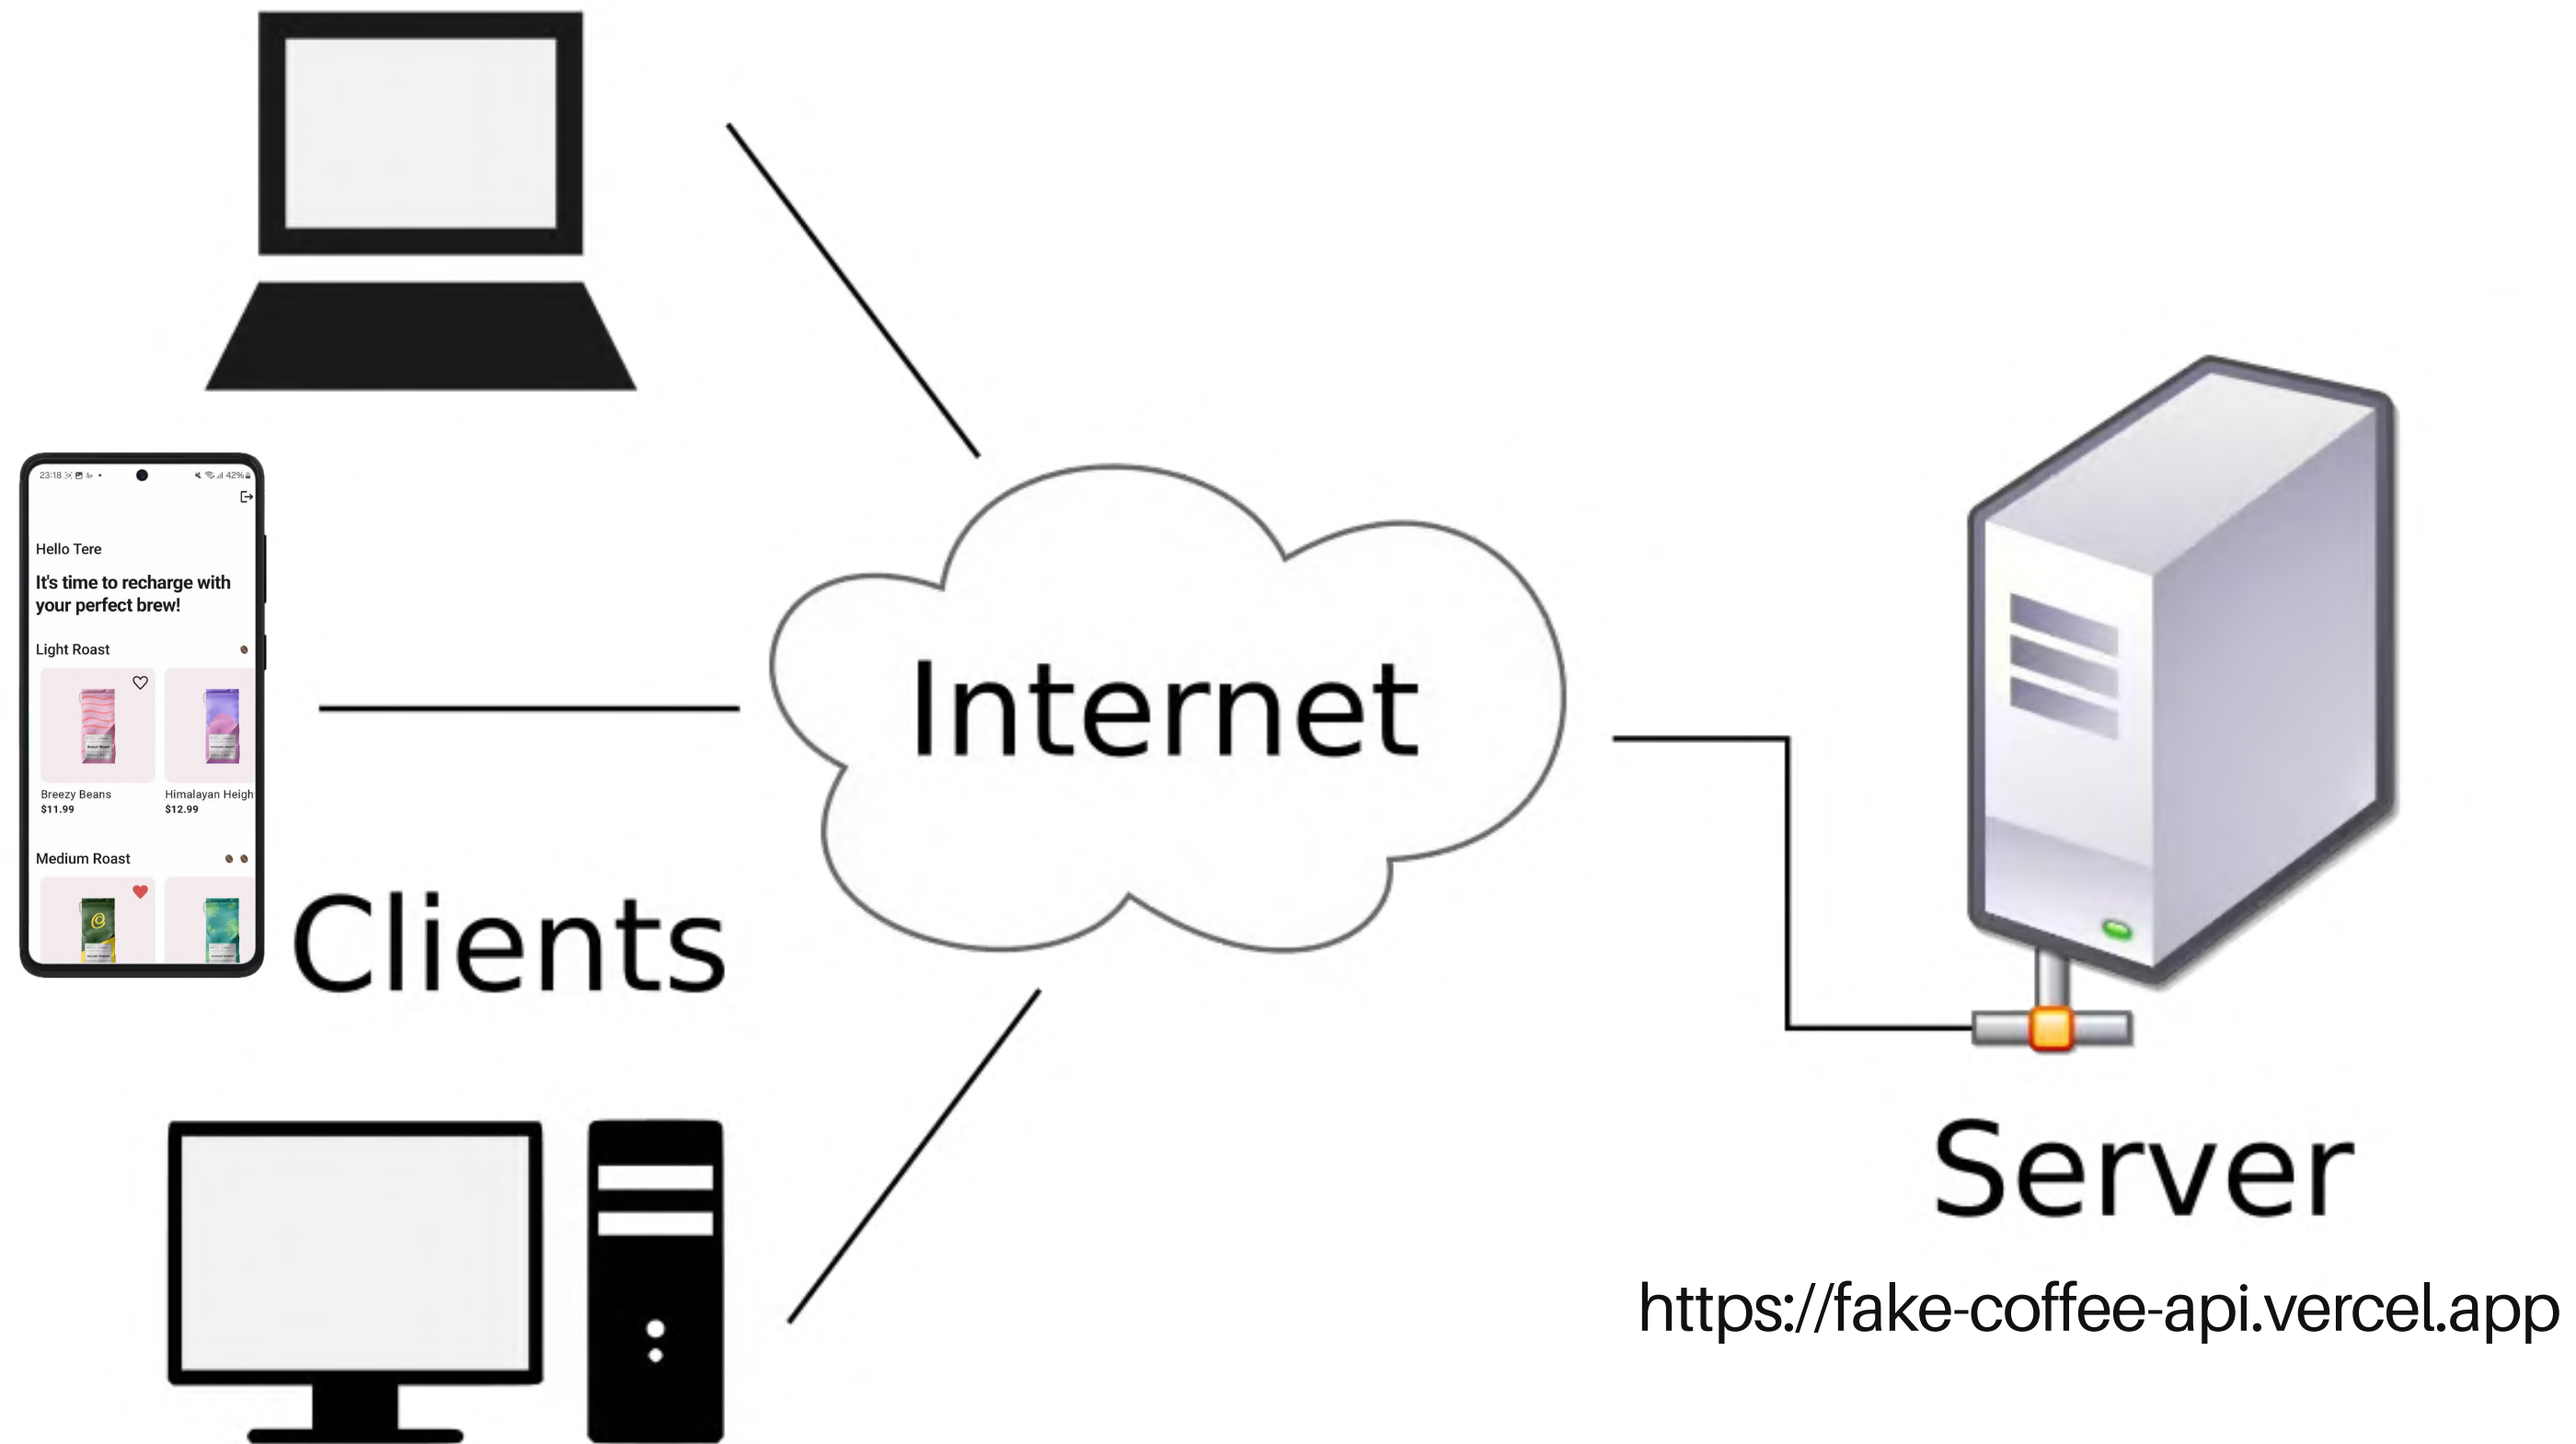 23:18
42%
Hello Tere
It's time to recharge with
your perfect brew!
Light Roast
Breezy Beans
$11.99
Himalayan Heigh
$12.99
Medium Roast
Clients
Internet
Server
https://fake-coffee-api.vercel.app